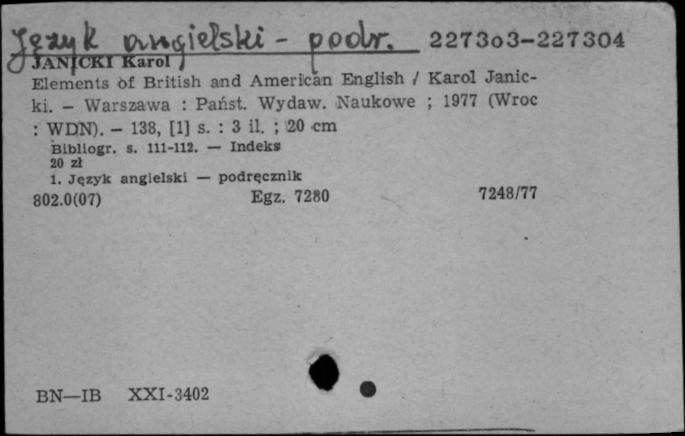 Język angielski - podr. 227303-227304
JANICKI Karol
Elements of British and American English / Karol Janic-
ki. — Warszawa : Państ. Wydaw. Naukowe ; 1977 (Wroc
: WDN). — 138, [1] s. : 3 il. ; 20 cm
Bibliogr. s. 111-112. — Indeks
20 zł
1. Język angielski — podręcznik
802.0(07) Egz. 7280 7248/77
BN—IB XXI-3402